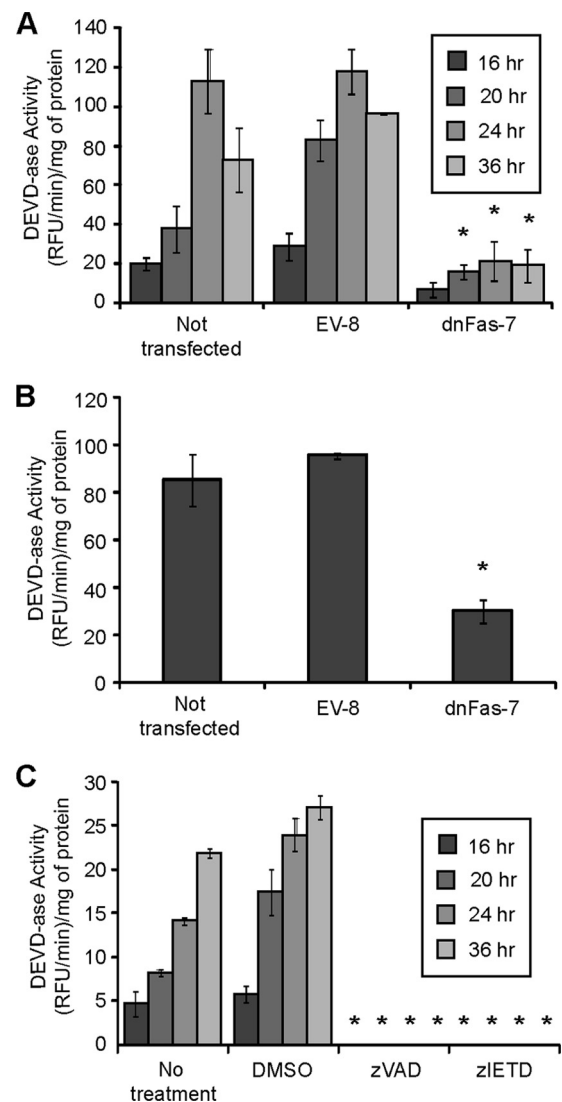 A
DEVD-ase Activity
(RFU/min)/mg of protein
140
120
100
80
60
40
20
0
16 hr
20 hr
24 hr
36 hr
* * *
Not
transfected
EV-8
dnFas-7
B
DEVD-ase Activity
(RFU/min)/mg of protein
120
100
80
60
40
20
0
*
Not
transfected
EV-8
dnFas-7
C
DEVD-ase Activity
(RFU/min)/mg of protein
30
25
20
15
10
5
0
16 hr
20 hr
24 hr
36 hr
* * * * * * * *
No
treatment
DMSO
zVAD
zIETD